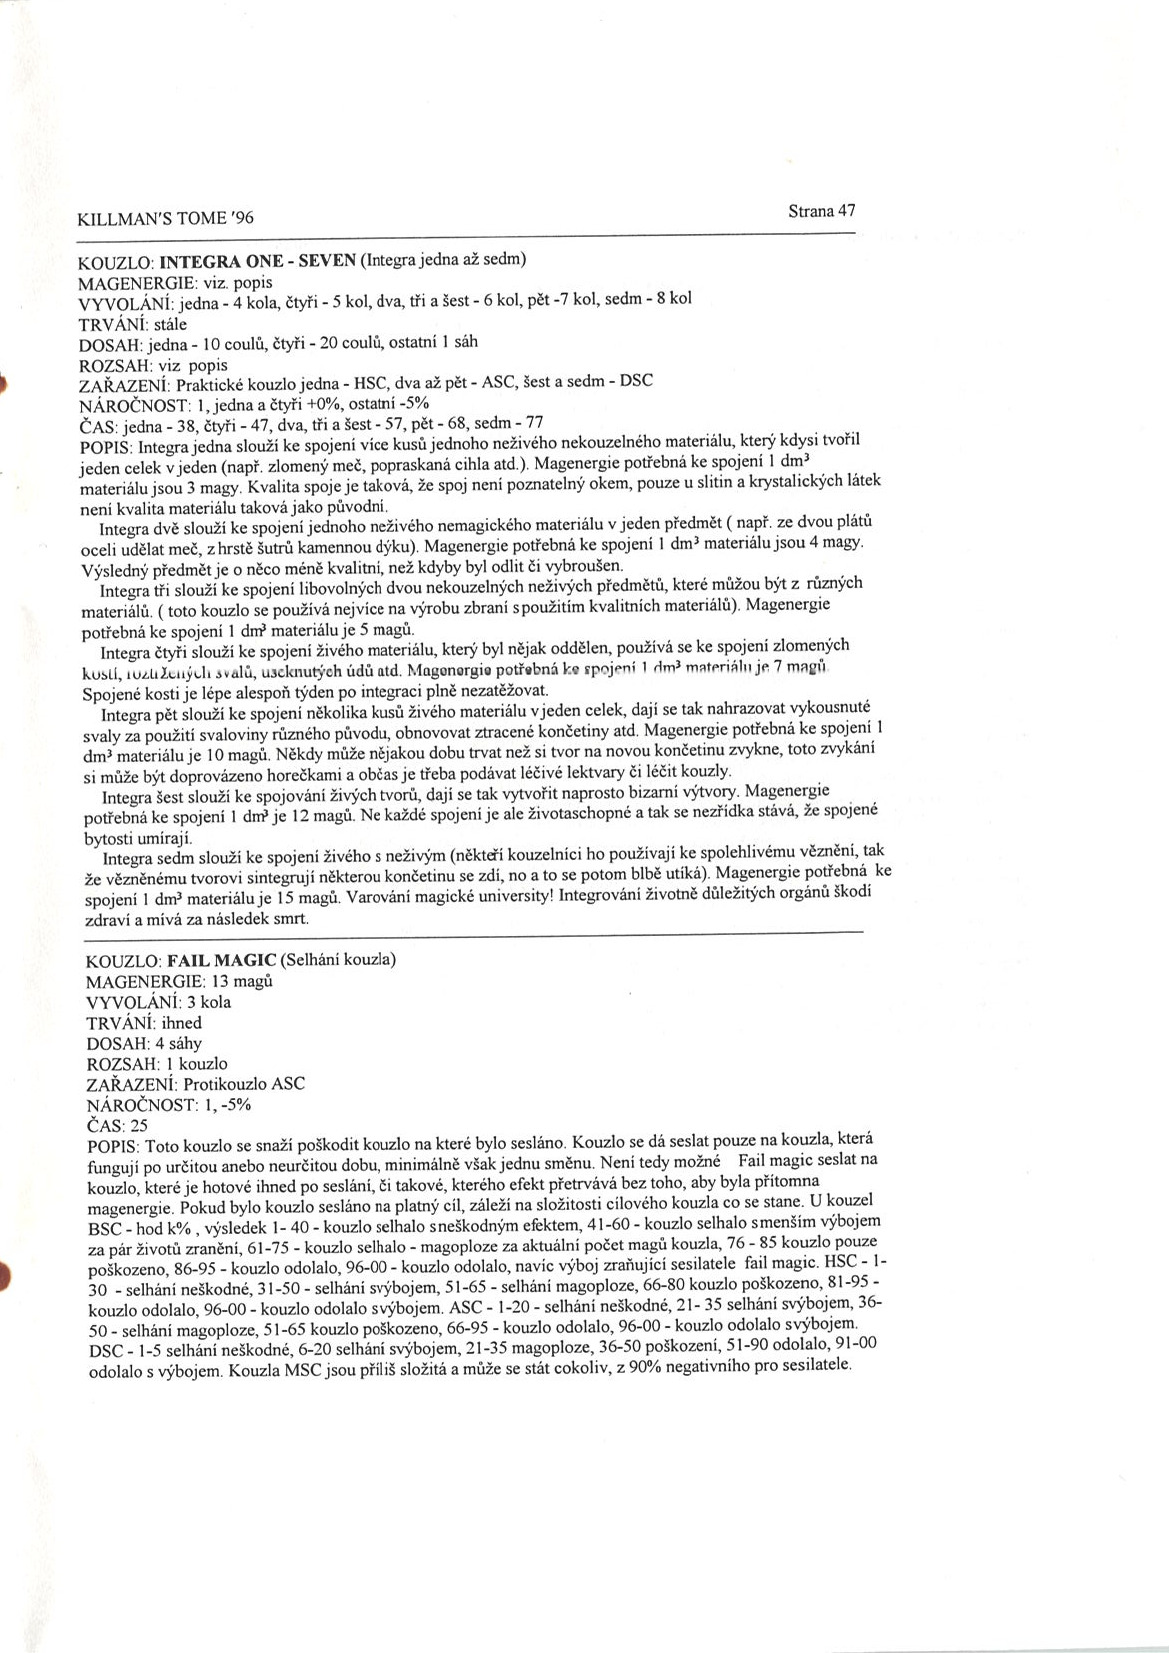 KILLMAN'S TOME '96
Strana 47
KOUZLO: INTEGRA ONE - SEVEN (Integra jedna až sedm)
MAGENERGIE: viz. popis
VYVOLÁNÍ: jedna - 4 kola, čtyři - 5 kol, dva, tři a šest - 6 kol, pět -7 kol, sedm - 8 kol
TRVÁNÍ: stále
DOSAH: jedna - 10 coulů, čtyři - 20 coulů, ostatní 1 sáh
ROZSAH: viz popis
ZAŘAZENÍ: Praktické kouzlo jedna - HSC, dva až pět - ASC, šest a sedm - DSC
NÁROČNOST: 1, jedna a čtyři +0%, ostatní -5%
ČAS: jedna - 38, čtyři - 47, dva, tři a šest - 57, pět - 68, sedm - 77
POPIS: Integra jedna slouží ke spojení více kusů jednoho neživého nekouzelného materiálu, který kdysi tvořil
jeden celek v jeden (např. zlomený meč, popraskaná cihla atd.). Magenergie potřebná ke spojení 1 dm³
materiálu jsou 3 magy. Kvalita spoje je taková, že spoj není poznatelný okem, pouze u slitin a krystalických látek
není kvalita materiálu taková jako původní.
Integra dvě slouží ke spojení jednoho neživého nemagického materiálu v jeden předmět ( např. ze dvou plátů
oceli udělat meč, z hrstě šutrů kamennou dýku). Magenergie potřebná ke spojení 1 dm³ materiálu jsou 4 magy.
Výsledný předmět je o něco méně kvalitní, než kdyby byl odlit či vybroušen.
Integra tři slouží ke spojení libovolných dvou nekouzelných neživých předmětů, které můžou být z různých
materiálů. ( toto kouzlo se používá nejvíce na výrobu zbraní s použitím kvalitních materiálů). Magenergie
potřebná ke spojení 1 dm³ materiálu je 5 magů.
Integra čtyři slouží ke spojení živého materiálu, který byl nějak oddělen, používá se ke spojení zlomených
kostí, roztržených svalů, useknutých údů atd. Magenergie potřebná ke spojení 1 dm³ materiálu je 7 magů
Spojené kosti je lépe alespoň týden po integraci plně nezatěžovat.
Integra pět slouží ke spojení několika kusů živého materiálu v jeden celek, dají se tak nahrazovat vykousnuté
svaly za použití svaloviny různého původu, obnovovat ztracené končetiny atd. Magenergie potřebná ke spojení 1
dm³ materiálu je 10 magů. Někdy může nějakou dobu trvat než si tvor na novou končetinu zvykne, toto zvykání
si může být doprovázeno horečkami a občas je třeba podávat léčivé lektvary či léčit kouzly.
Integra šest slouží ke spojování živých tvorů, dají se tak vytvořit naprosto bizarní výtvory. Magenergie
potřebná ke spojení 1 dm³ je 12 magů. Ne každé spojení je ale životaschopné a tak se nezřídka stává, že spojené
bytosti umírají.
Integra sedm slouží ke spojení živého s neživým (někteří kouzelníci ho používají ke spolehlivému věznění, tak
že vězněnému tvorovi sintegrují některou končetinu se zdí, no a to se potom blbě utíká). Magenergie potřebná ke
spojení 1 dm³ materiálu je 15 magů. Varování magické university! Integrování životně důležitých orgánů škodí
zdraví a mívá za následek smrt.
KOUZLO: FAIL MAGIC (Selhání kouzla)
MAGENERGIE: 13 magů
VYVOLÁNÍ: 3 kola
TRVÁNÍ: ihned
DOSAH: 4 sáhy
ROZSAH: 1 kouzlo
ZAŘAZENÍ: Protikouzlo ASC
NÁROČNOST: 1, -5%
ČAS: 25
POPIS: Toto kouzlo se snaží poškodit kouzlo na které bylo sesláno. Kouzlo se dá seslat pouze na kouzla, která
fungují po určitou anebo neurčitou dobu, minimálně však jednu směnu. Není tedy možné Fail magic seslat na
kouzlo, které je hotové ihned po seslání, či takové, kterého efekt přetrvává bez toho, aby byla přítomna
magenergie. Pokud bylo kouzlo sesláno na platný cíl, záleží na složitosti cílového kouzla co se stane. U kouzel
BSC - hod k% , výsledek 1- 40 - kouzlo selhalo s neškodným efektem, 41-60 - kouzlo selhalo s menším výbojem
za pár životů zranění, 61-75 - kouzlo selhalo - magoploze za aktuální počet magů kouzla, 76 - 85 kouzlo pouze
poškozeno, 86-95 - kouzlo odolalo, 96-00 - kouzlo odolalo, navíc výboj zraňující sesilatele fail magic. HSC - 1-
30 - selhání neškodné, 31-50 - selhání s výbojem, 51-65 - selhání magoploze, 66-80 kouzlo poškozeno, 81-95 -
kouzlo odolalo, 96-00 - kouzlo odolalo s výbojem. ASC - 1-20 - selhání neškodné, 21- 35 selhání s výbojem, 36-
50 - selhání magoploze, 51-65 kouzlo poškozeno, 66-95 - kouzlo odolalo, 96-00 - kouzlo odolalo s výbojem.
DSC - 1-5 selhání neškodné, 6-20 selhání s výbojem, 21-35 magoploze, 36-50 poškození, 51-90 odolalo, 91-00
odolalo s výbojem. Kouzla MSC jsou příliš složitá a může se stát cokoliv, z 90% negativního pro sesilatele.